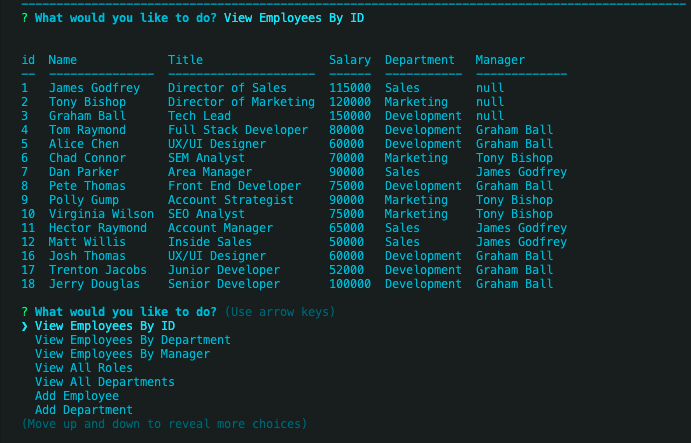 ? What would you like to do? View Employees By ID
id  Name             Title                  Salary  Department   Manager
--  ---------------  ---------------------  ------  -----------  -------------
1   James Godfrey    Director of Sales      115000  Sales        null
2   Tony Bishop      Director of Marketing  120000  Marketing    null
3   Graham Ball      Tech Lead              150000  Development  null
4   Tom Raymond      Full Stack Developer   80000   Development  Graham Ball
5   Alice Chen       UX/UI Designer         60000   Development  Graham Ball
6   Chad Connor      SEM Analyst            70000   Marketing    Tony Bishop
7   Dan Parker       Area Manager           90000   Sales        James Godfrey
8   Pete Thomas      Front End Developer    75000   Development  Graham Ball
9   Polly Gump       Account Strategist     90000   Marketing    Tony Bishop
10  Virginia Wilson  SEO Analyst            75000   Marketing    Tony Bishop
11  Hector Raymond   Account Manager        65000   Sales        James Godfrey
12  Matt Willis      Inside Sales           50000   Sales        James Godfrey
16  Josh Thomas      UX/UI Designer         60000   Development  Graham Ball
17  Trenton Jacobs   Junior Developer       52000   Development  Graham Ball
18  Jerry Douglas    Senior Developer       100000  Development  Graham Ball
? What would you like to do? (Use arrow keys)
❯ View Employees By ID
View Employees By Department
View Employees By Manager
View All Roles
View All Departments
Add Employee
Add Department
(Move up and down to reveal more choices)